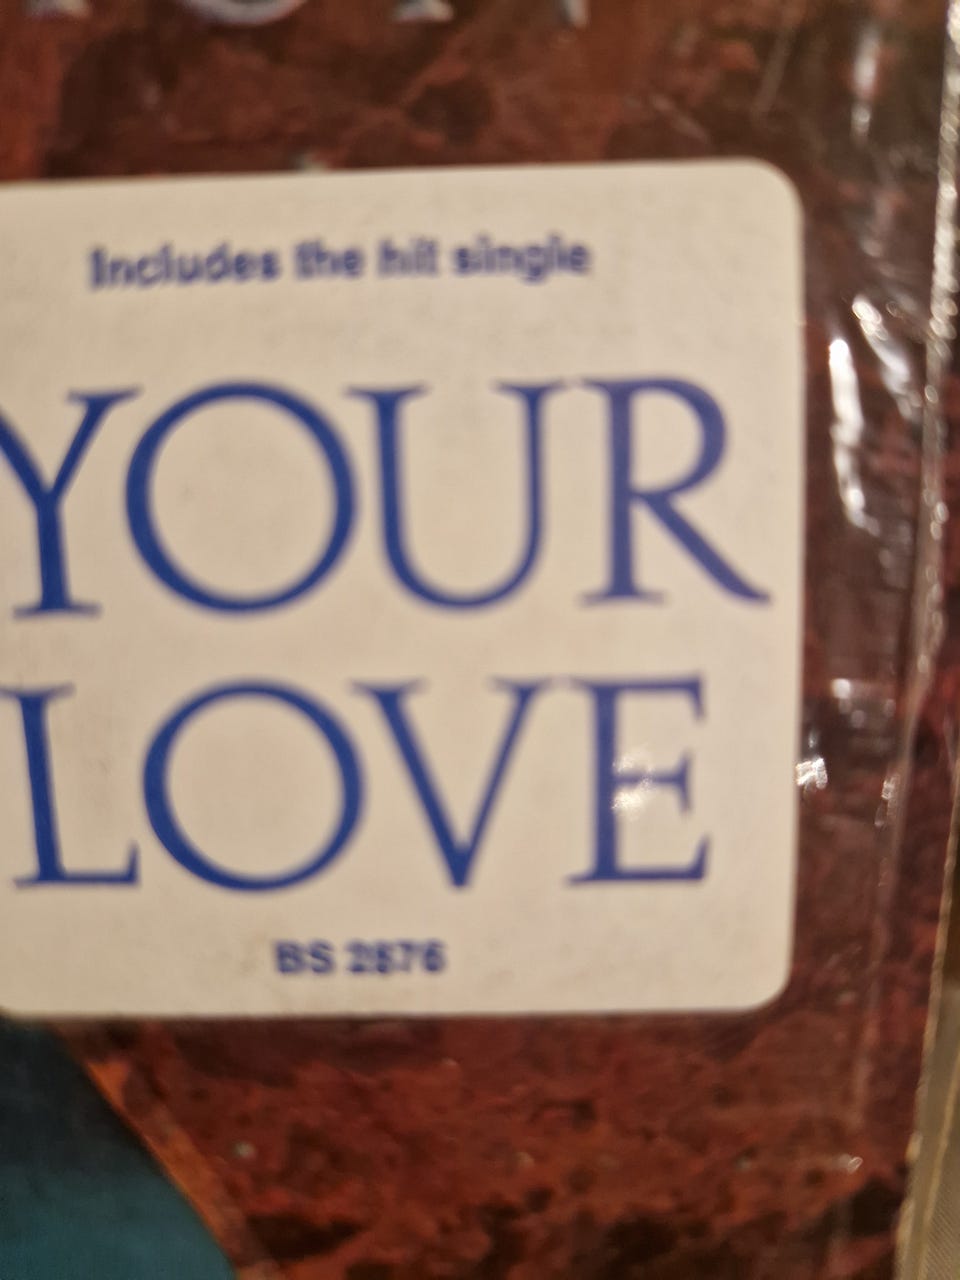 Includes the hit single
YOUR
LOVE
BS 2876